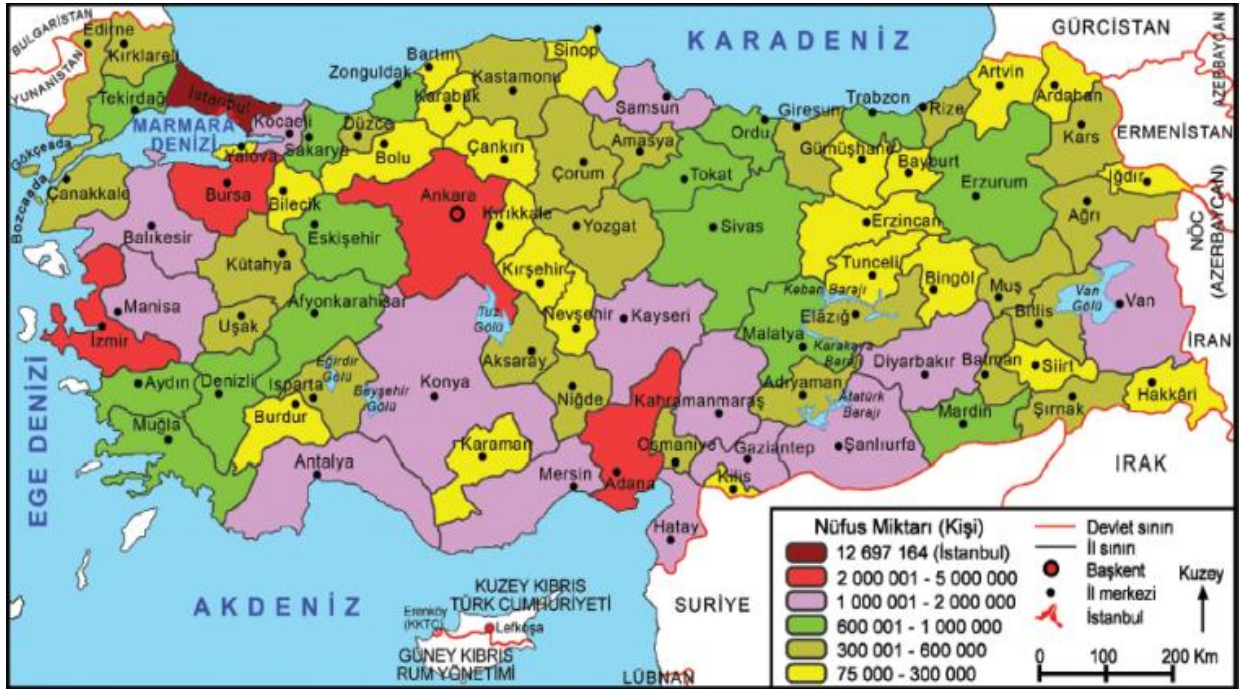 BULGARİSTAN
YUNANİSTAN
KARADENİZ
GÜRCİSTAN
AZERBAYCAN
ERMENİSTAN
NÖC
(AZERBAYCAN)
İRAN
IRAK
SURİYE
LÜBNAN
AKDENİZ
EGE DENİZİ
MARMARA
DENİZİ
Gökçeada
Bozcaada
Edirne
Kırklareli
Tekirdağ
İstanbul
Kocaeli
Yalova
Sakarya
Düzce
Bolu
Zonguldak
Bartın
Karabük
Kastamonu
Sinop
Çankırı
Samsun
Amasya
Çorum
Ordu
Giresun
Trabzon
Rize
Artvin
Ardahan
Kars
Gümüşhane
Bayburt
Erzurum
Iğdır
Ağrı
Çanakkale
Bursa
Bilecik
Balıkesir
Eskişehir
Ankara
Kırıkkale
Yozgat
Tokat
Sivas
Erzincan
Tunceli
Bingöl
Muş
Bitlis
Van
Gölü
Van
Kütahya
Manisa
İzmir
Uşak
Afyonkarahisar
Kırşehir
Nevşehir
Tuz
Gölü
Aksaray
Kayseri
Malatya
Keban Barajı
Elâzığ
Karakaya
Barajı
Diyarbakır
Batman
Siirt
Hakkâri
Şırnak
Mardin
Aydın
Denizli
Muğla
Burdur
Isparta
Eğirdir
Gölü
Beyşehir
Gölü
Konya
Niğde
Karaman
Antalya
Mersin
Adana
Kahramanmaraş
Osmaniye
Adryaman
Atatürk
Barajı
Gaziantep
Şanlıurfa
Kilis
Hatay
KUZEY KIBRIS
TÜRK CUMHURİYETİ
Erenköy
(KKTC)
Lefkoşa
GÜNEY KIBRIS
RUM YÖNETİMİ
Nüfus Miktarı (Kişi)
12 697 164 (İstanbul)
2 000 001 - 5 000 000
1 000 001 - 2 000 000
600 001 - 1 000 000
300 001 - 600 000
75 000 - 300 000
Devlet sınırı
İl sınırı
Başkent
İl merkezi
İstanbul
Kuzey
0 100 200 Km